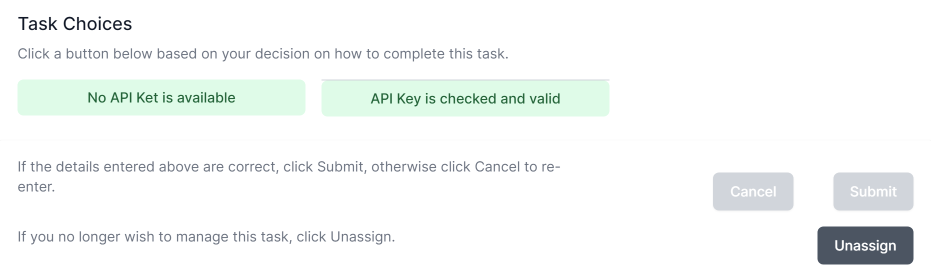 Task Choices
Click a button below based on your decision on how to complete this task.
No API Ket is available
API Key is checked and valid
If the details entered above are correct, click Submit, otherwise click Cancel to re-
enter.
Cancel
Submit
If you no longer wish to manage this task, click Unassign.
Unassign